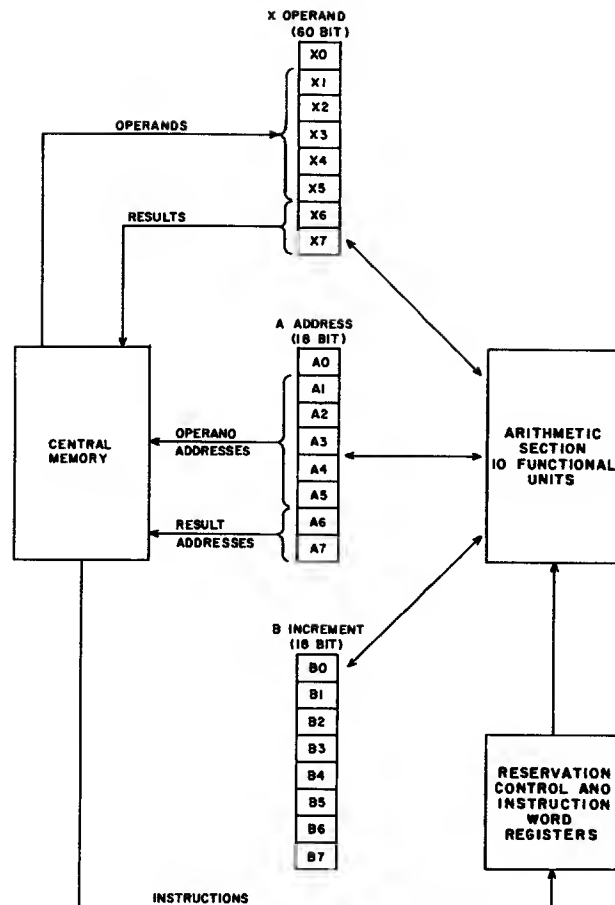 X OPERAND
(60 BIT)
X0
X1
X2
X3
X4
X5
X6
X7
OPERANDS
RESULTS
A ADDRESS
(18 BIT)
A0
A1
A2
A3
A4
A5
A6
A7
CENTRAL
MEMORY
OPERANO
ADDRESSES
RESULT
ADDRESSES
ARITHMETIC
SECTION
10 FUNCTIONAL
UNITS
B INCREMENT
(18 BIT)
B0
B1
B2
B3
B4
B5
B6
B7
RESERVATION
CONTROL AND
INSTRUCTION
WORD
REGISTERS
INSTRUCTIONS